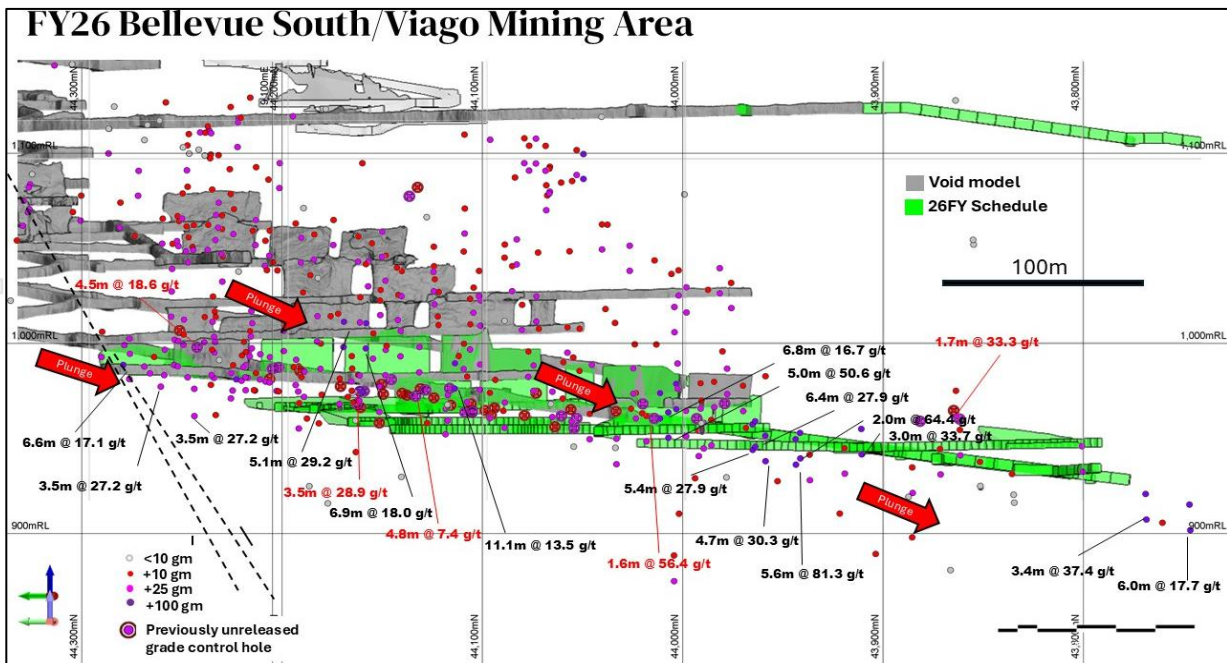 FY26 Bellevue South/Viago Mining Area
44,300mN
44,200mN
44,100mN
44,000mN
43,900mN
43,800mN
1,100mRL
1,100mRL
Void model
26FY Schedule
100m
4.5m @ 18.6 g/t
Plunge
1,000mRL
1,000mRL
Plunge
Plunge
6.8m @ 16.7 g/t
1.7m @ 33.3 g/t
5.0m @ 50.6 g/t
6.4m @ 27.9 g/t
2.0m @ 64.4 g/t
3.0m @ 33.7 g/t
6.6m @ 17.1 g/t
3.5m @ 27.2 g/t
5.1m @ 29.2 g/t
3.5m @ 27.2 g/t
3.5m @ 28.9 g/t
5.4m @ 27.9 g/t
6.9m @ 18.0 g/t
Plunge
4.8m @ 7.4 g/t
900mRL
900mRL
11.1m @ 13.5 g/t
4.7m @ 30.3 g/t
1.6m @ 56.4 g/t
5.6m @ 81.3 g/t
3.4m @ 37.4 g/t
6.0m @ 17.7 g/t
<10 gm
+10 gm
+25 gm
+100 gm
Previously unreleased
grade control hole
44,300mN
44,200mN
44,100mN
44,000mN
43,900mN
43,800mN